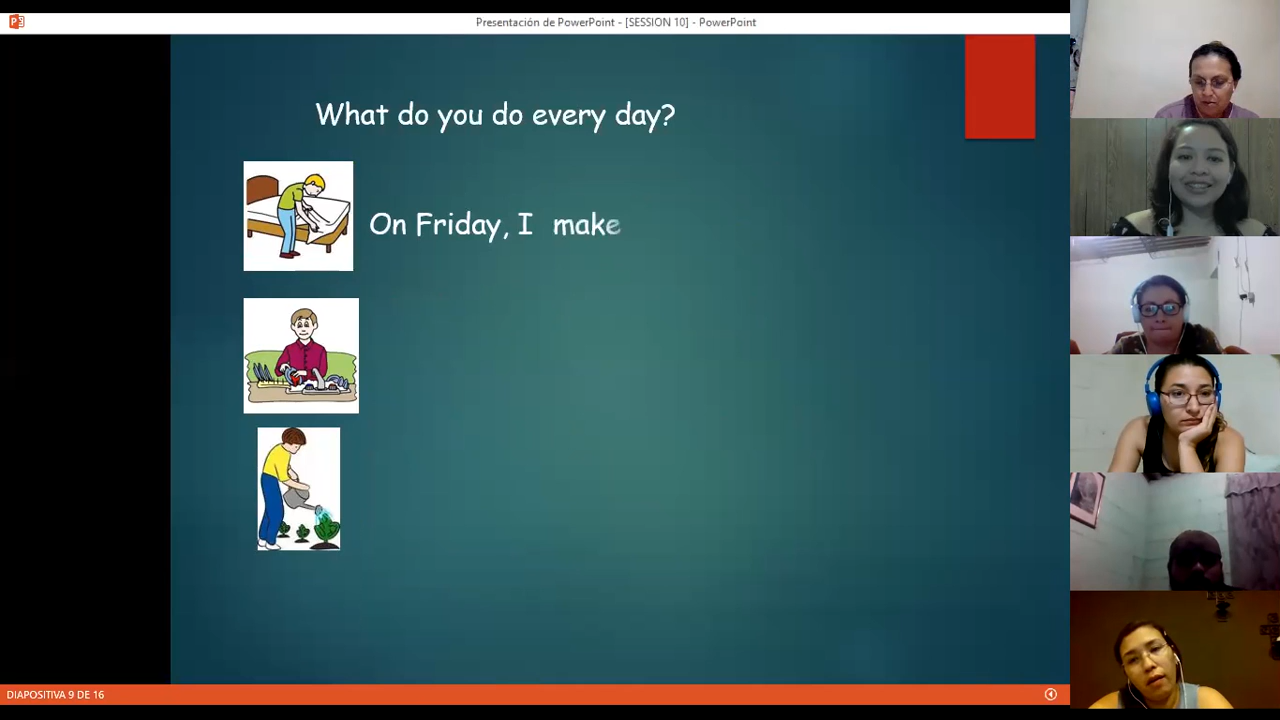 Presentación de PowerPoint - [SESSION 10] - PowerPoint
What do you do every day?
On Friday, I make
DIAPOSITIVA 9 DE 16